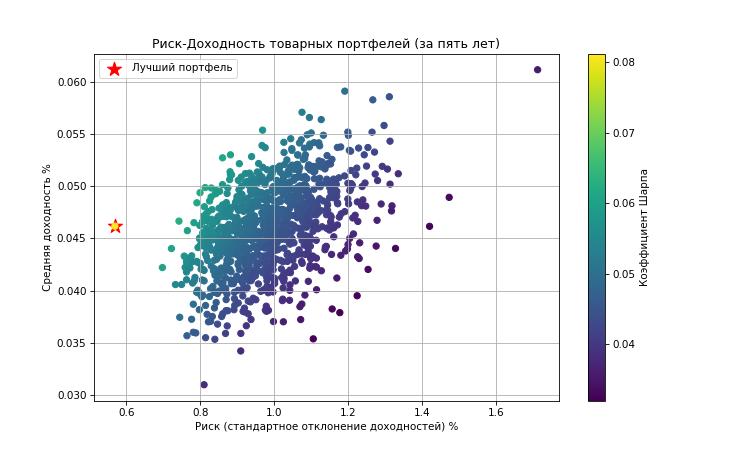 Риск-Доходность товарных портфелей (за пять лет)
Лучший портфель
Средняя доходность %
0.060
0.055
0.050
0.045
0.040
0.035
0.030
0.6 0.8 1.0 1.2 1.4 1.6
Риск (стандартное отклонение доходностей) %
0.08
0.07
0.06
0.05
0.04
Коэффициент Шарпа